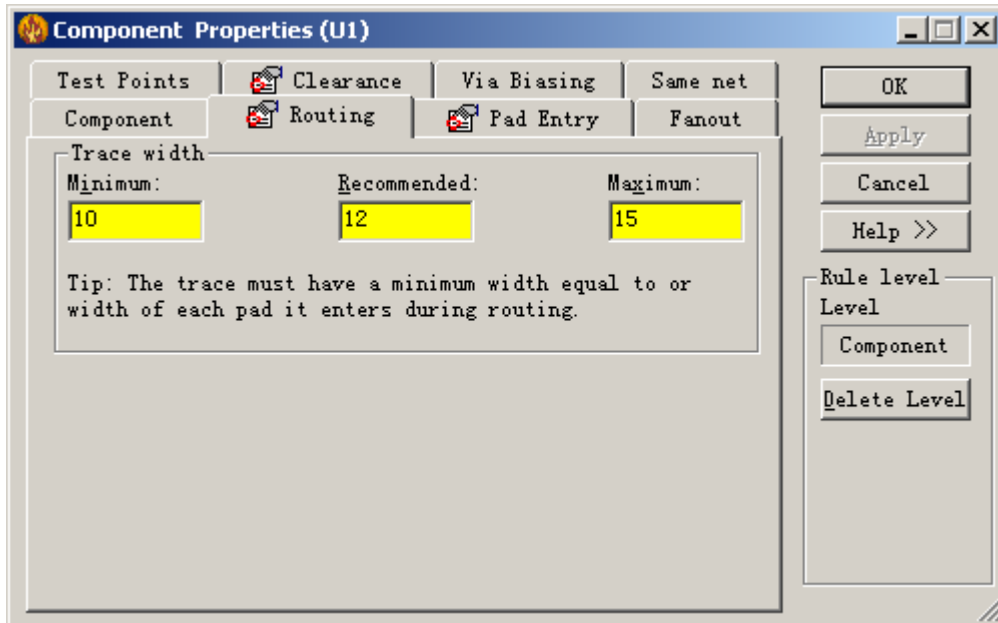 Component Properties (U1)
Test Points
Clearance
Via Biasing
Same net
Component
Routing
Pad Entry
Fanout
Trace width
Minimum:
Recommended:
Maximum:
10
12
15
Tip: The trace must have a minimum width equal to or
width of each pad it enters during routing.
OK
Apply
Cancel
Help >>
Rule level
Level
Component
Delete Level